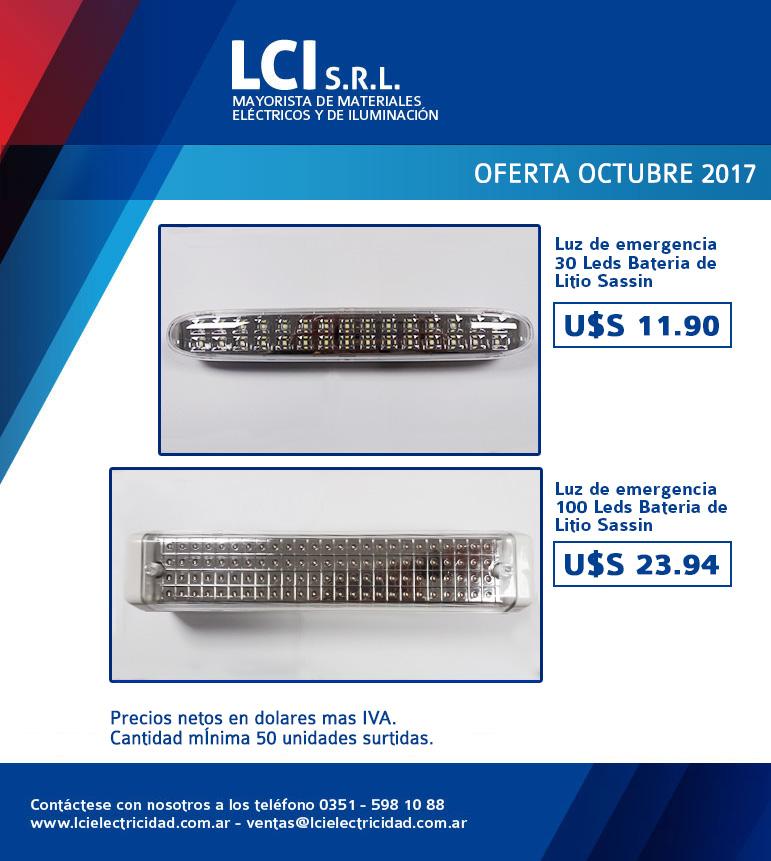 LCI S.R.L.
MAYORISTA DE MATERIALES
ELÉCTRICOS Y DE ILUMINACIÓN
OFERTA OCTUBRE 2017
Luz de emergencia
30 Leds Bateria de
Litio Sassin
U$S 11.90
Luz de emergencia
100 Leds Bateria de
Litio Sassin
U$S 23.94
Precios netos en dolares mas IVA.
Cantidad mÍnima 50 unidades surtidas.
Contáctese con nosotros a los teléfono 0351 - 598 10 88
www.lcielectricidad.com.ar - ventas@lcielectricidad.com.ar